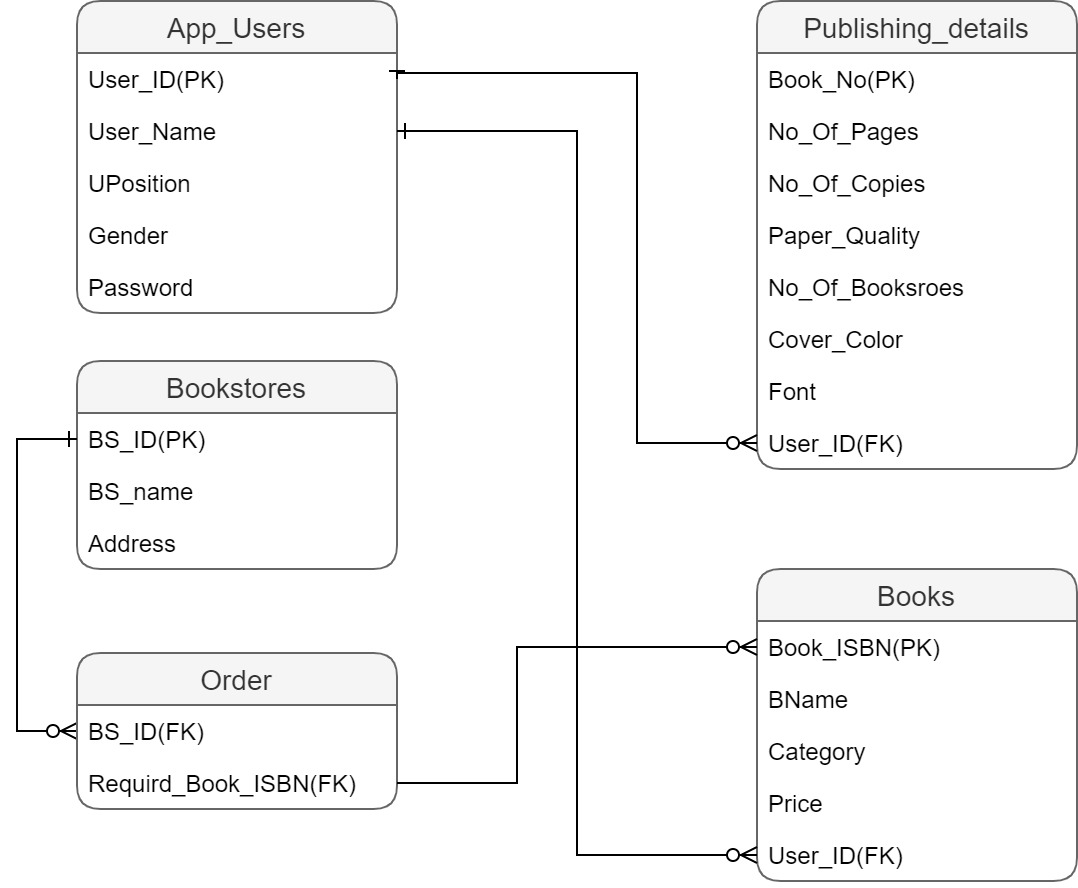 App_Users
User_ID(PK)
User_Name
UPosition
Gender
Password
Publishing_details
Book_No(PK)
No_Of_Pages
No_Of_Copies
Paper_Quality
No_Of_Booksroes
Cover_Color
Font
User_ID(FK)
Bookstores
BS_ID(PK)
BS_name
Address
Order
BS_ID(FK)
Requird_Book_ISBN(FK)
Books
Book_ISBN(PK)
BName
Category
Price
User_ID(FK)